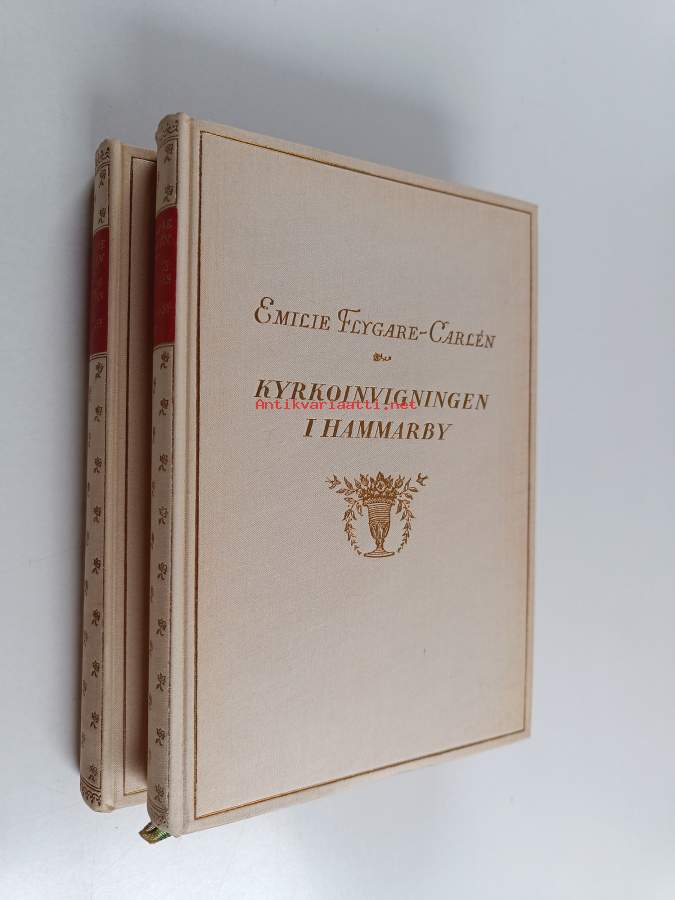 EMILIE FLYGARE-CARLÉN
KYRKOINVIGNINGEN
Antikvariaatti.net
I HAMMARBY